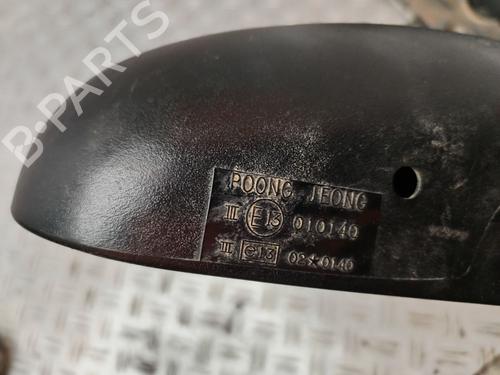 B-PARTS
POONG JEONG
III E13 010140
III e13 02★0140